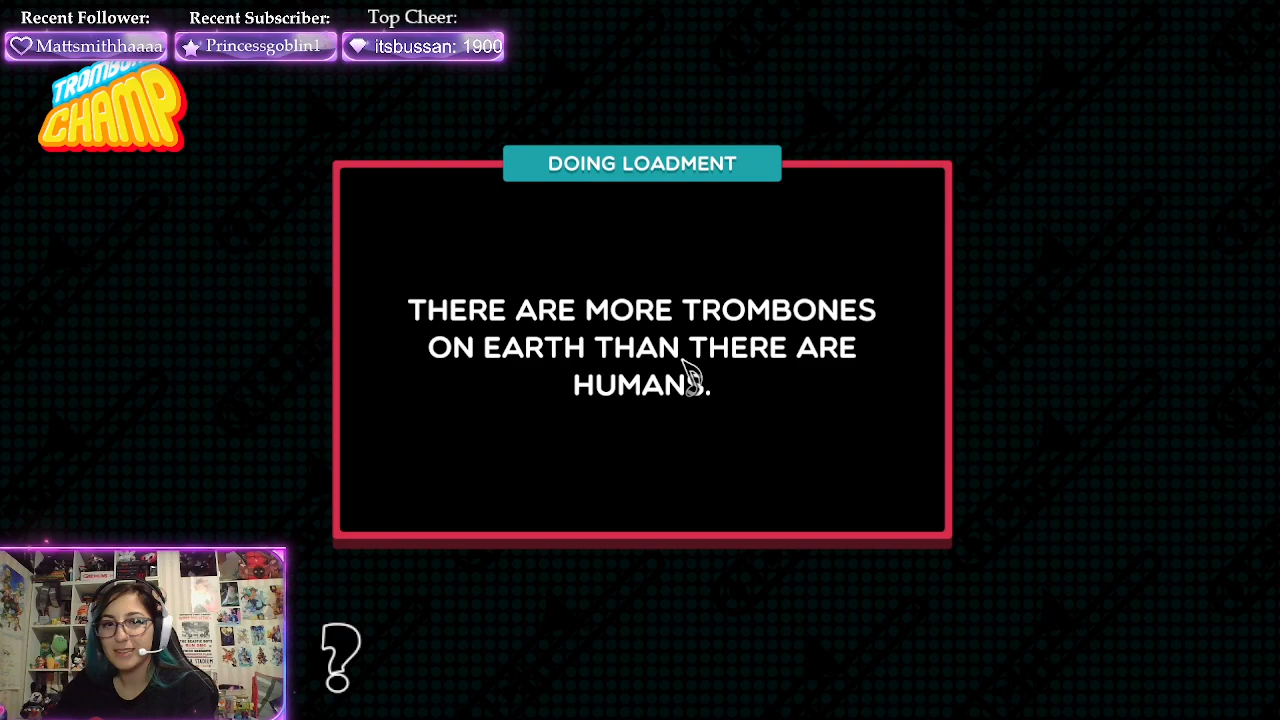 Recent Follower:
Recent Subscriber:
Top Cheer:
Mattsmithhaaaa
Princessgoblin1
itsbussan: 1900
TROMBONE
CHAMP
DOING LOADMENT
THERE ARE MORE TROMBONES
ON EARTH THAN THERE ARE
HUMANS.
?
GREMLINS